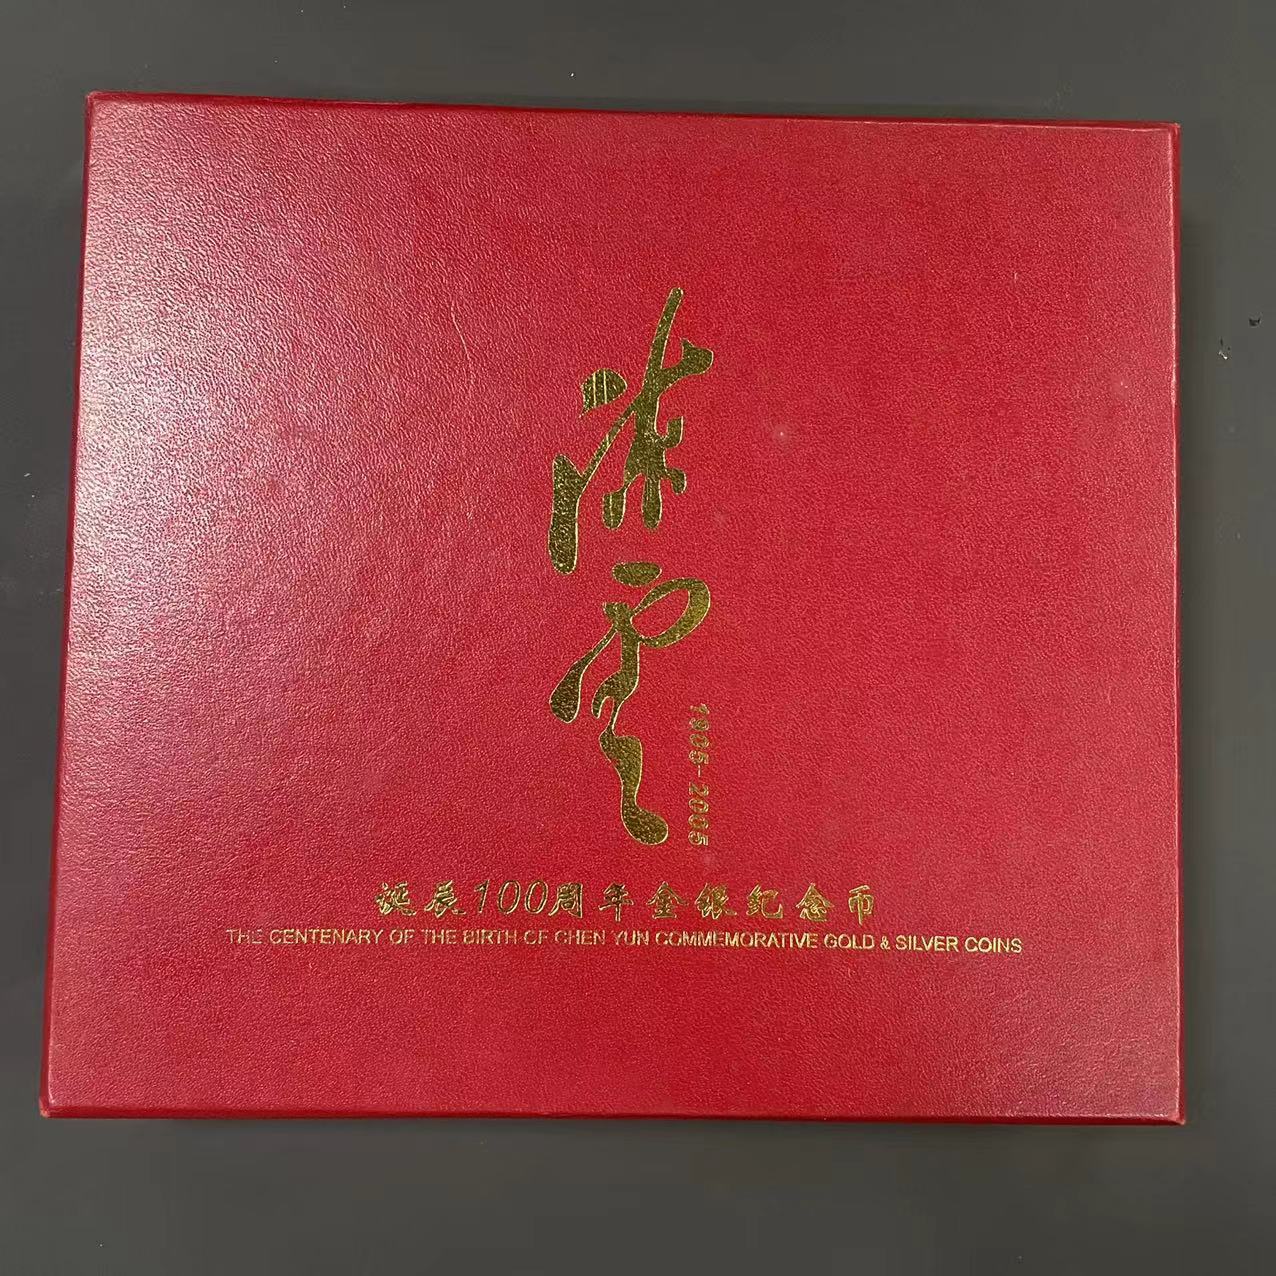 陈云
1905-2005
诞辰100周年金银纪念币
THE CENTENARY OF THE BIRTH OF CHEN YUN COMMEMORATIVE GOLD & SILVER COINS